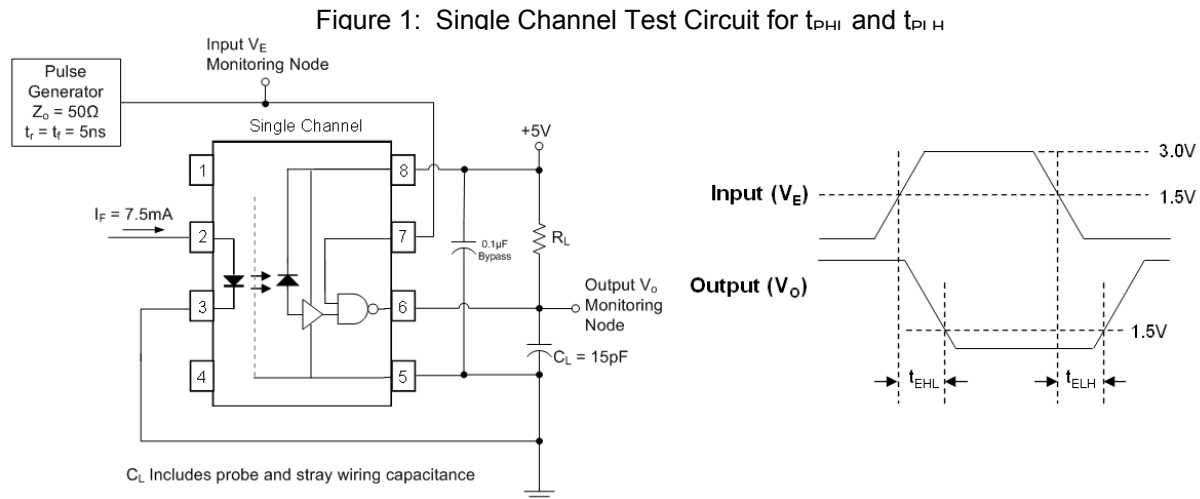 Figure 1: Single Channel Test Circuit for tPHL and tPLH
Input VE
Monitoring Node
Pulse
Generator
Zo = 50Ω
tr = tf = 5ns
Single Channel
+5V
1
8
IF = 7.5mA
2
7
0.1µF
Bypass
RL
3
6
Output Vo
Monitoring
Node
4
5
CL = 15pF
CL Includes probe and stray wiring capacitance
3.0V
Input (VE)
1.5V
Output (VO)
1.5V
tEHL
tELH